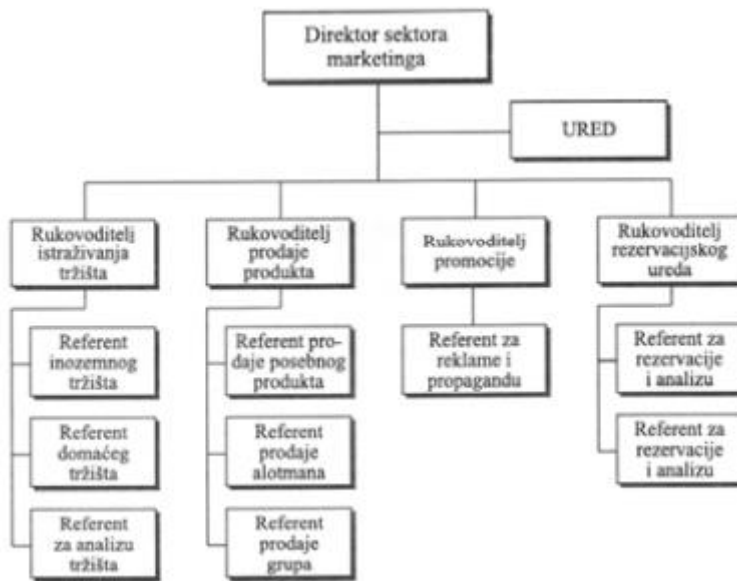 Direktor sektora
marketinga
URED
Rukovoditelj
istraživanja
tržišta
Rukovoditelj
prodaje
produkta
Rukovoditelj
promocije
Rukovoditelj
rezervacijskog
ureda
Referent
inozemnog
tržišta
Referent pro-
daje posebnog
produkta
Referent za
reklame i
propagandu
Referent za
rezervacije
i analizu
Referent
domaćeg
tržišta
Referent
prodaje
alotmana
Referent za
rezervacije
i analizu
Referent
za analizu
tržišta
Referent
prodaje
grupa